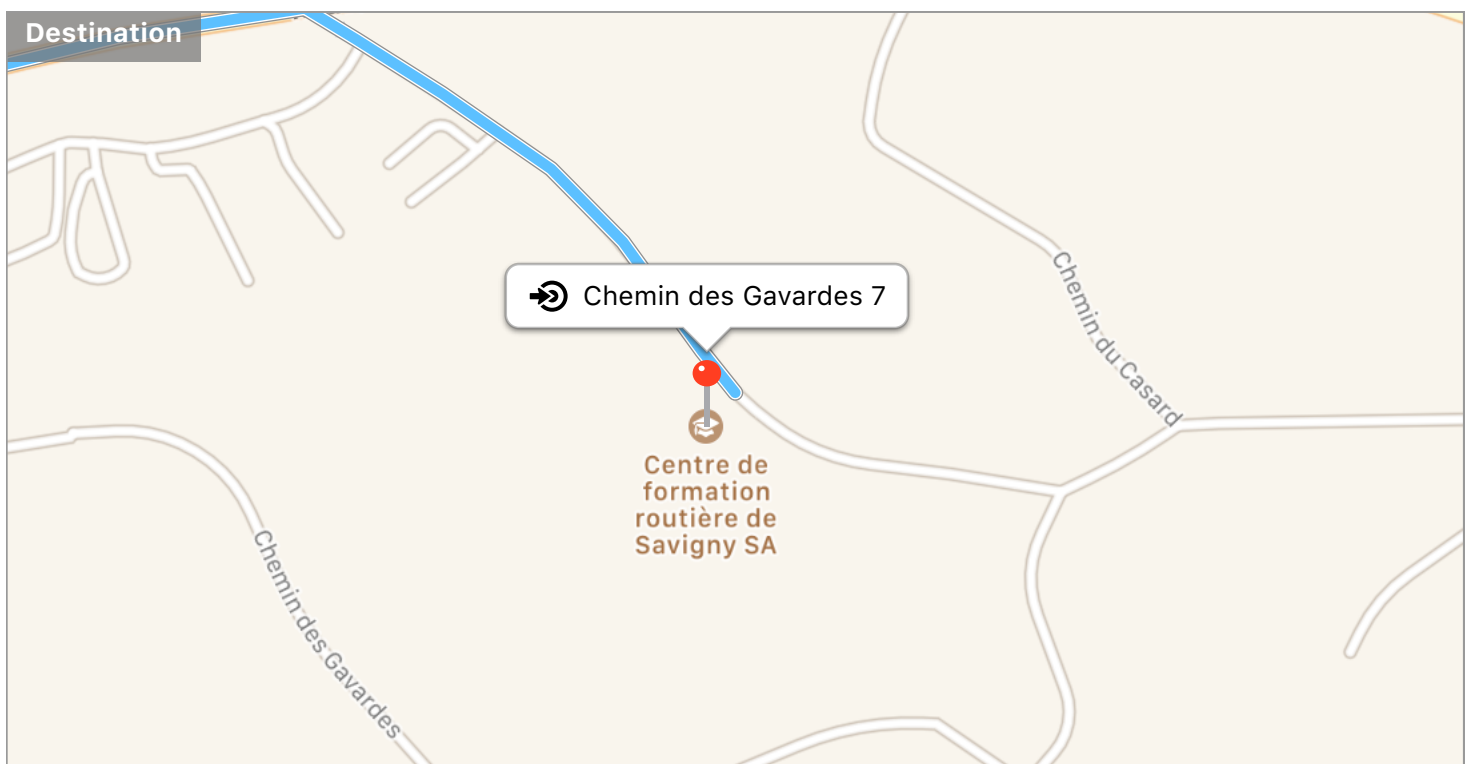 Destination
Chemin des Gavardes 7
Chemin du Casard
Centre de
formation
routière de
Savigny SA
Chemin des Gavardes